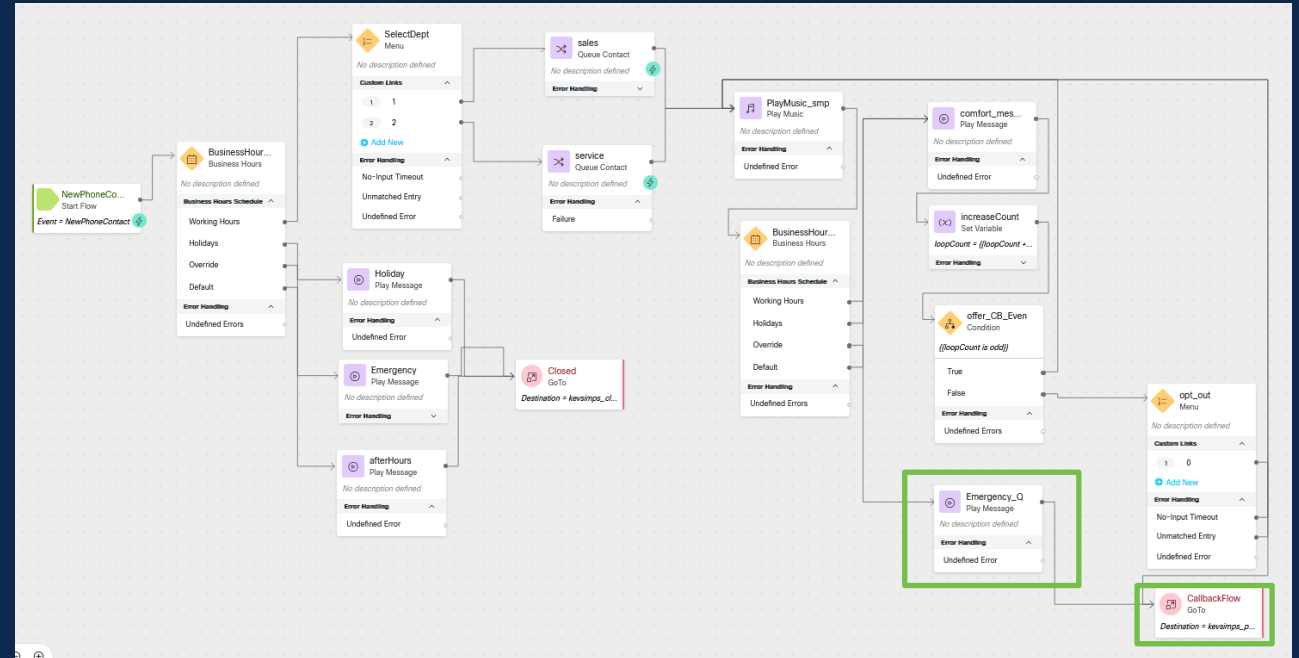 NewPhoneCo...
Start Flow
Event = NewPhoneContact
BusinessHour...
Business Hours
No description defined
Business Hours Schedule
Working Hours
Holidays
Override
Default
Error Handling
Undefined Errors
SelectDept
Menu
No description defined
Custom Links
1 1
2 2
Add New
Error Handling
No-Input Timeout
Unmatched Entry
Undefined Error
Holiday
Play Message
No description defined
Error Handling
Undefined Error
Emergency
Play Message
No description defined
Error Handling
afterHours
Play Message
No description defined
Error Handling
Undefined Error
sales
Queue Contact
No description defined
Error Handling
service
Queue Contact
No description defined
Error Handling
Failure
Closed
GoTo
Destination = kevsimps_cl...
PlayMusic_smp
Play Music
No description defined
Error Handling
Undefined Error
BusinessHour...
Business Hours
No description defined
Business Hours Schedule
Working Hours
Holidays
Override
Default
Error Handling
Undefined Errors
comfort_mes...
Play Message
No description defined
Error Handling
Undefined Error
increaseCount
Set Variable
loopCount = {{loopCount +...
Error Handling
offer_CB_Even
Condition
{{loopCount is odd}}
True
False
Error Handling
Undefined Errors
Emergency_Q
Play Message
No description defined
Error Handling
Undefined Error
opt_out
Menu
No description defined
Custom Links
1 0
Add New
Error Handling
No-Input Timeout
Unmatched Entry
Undefined Error
CallbackFlow
GoTo
Destination = kevsimps_p...